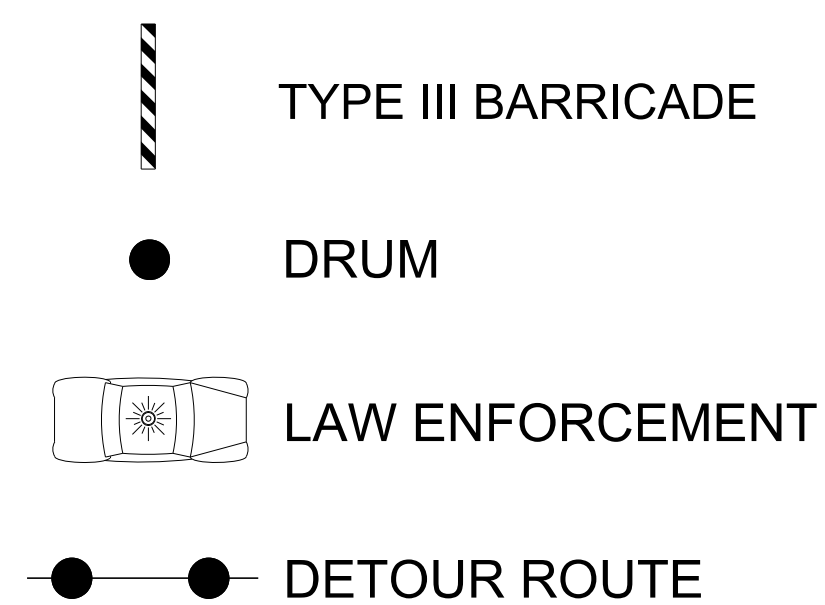 TYPE III BARRICADE
DRUM
LAW ENFORCEMENT
DETOUR ROUTE